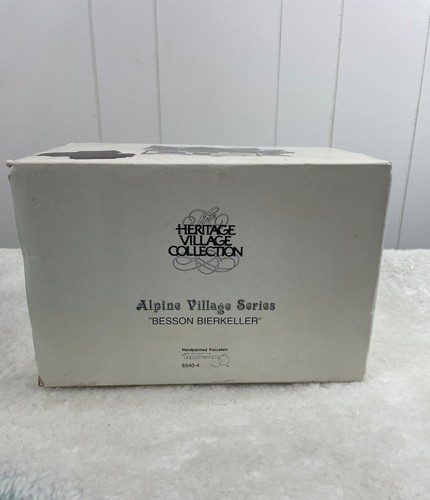 The
HERITAGE
VILLAGE
COLLECTION
Alpine Village Series
"BESSON BIERKELLER"
Handpainted Porcelain
Department 56
6540-4